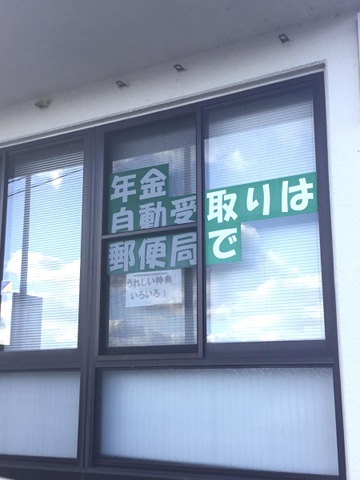 年金
自動受取りは
郵便局で
うれしい特典
いろいろ！